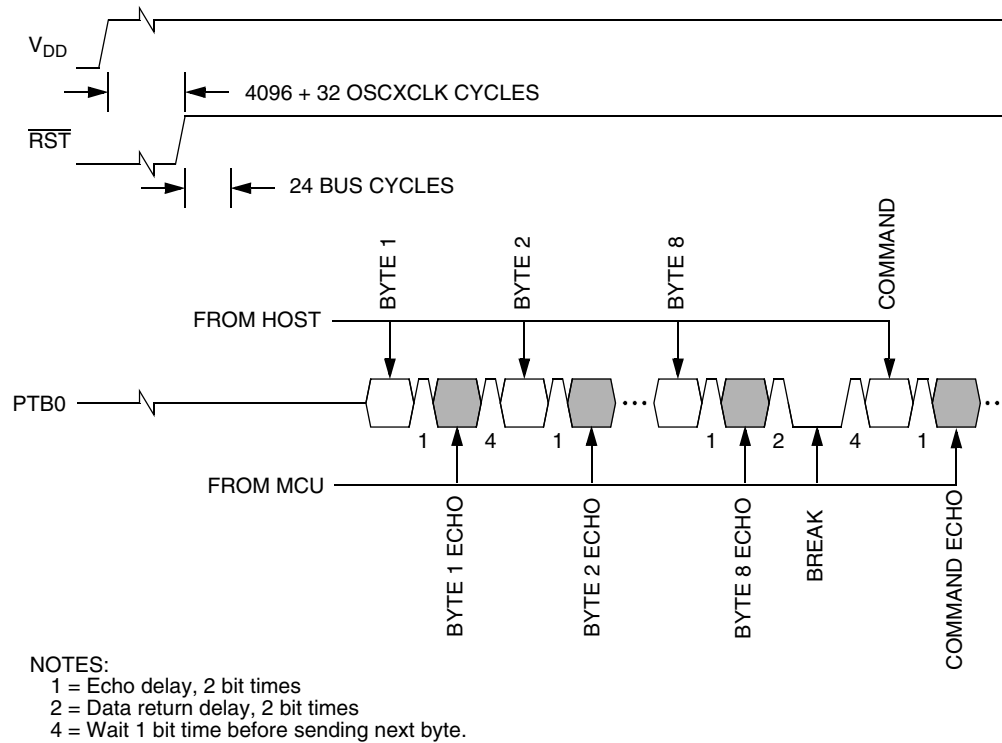 VDD
4096 + 32 OSCXCLK CYCLES
RST
24 BUS CYCLES
BYTE 1
BYTE 2
BYTE 8
COMMAND
FROM HOST
PTB0
1
4
1
1
2
4
1
FROM MCU
BYTE 1 ECHO
BYTE 2 ECHO
BYTE 8 ECHO
BREAK
COMMAND ECHO
NOTES:
1 = Echo delay, 2 bit times
2 = Data return delay, 2 bit times
4 = Wait 1 bit time before sending next byte.